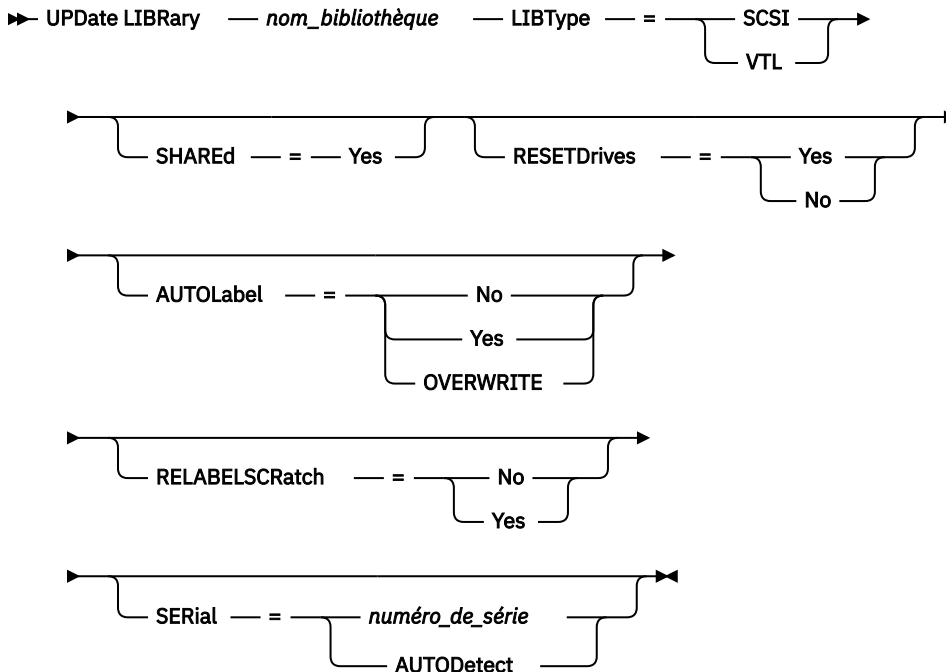 UPDate LIBRary nom_bibliothèque LIBType = SCSI
VTL
SHAREd = Yes RESETDrives = Yes
No
AUTOLabel = No
Yes
OVERWRITE
RELABELSCRatch = No
Yes
SERial = numéro_de_série
AUTODetect